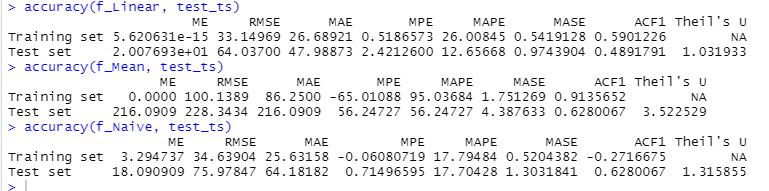 > accuracy(f_Linear, test_ts)
ME RMSE MAE MPE MAPE MASE ACF1 Theil's U
Training set 5.620631e-15 33.14969 26.68921 0.5186573 26.00845 0.5419128 0.5901226 NA
Test set 2.007693e+01 64.03700 47.98873 2.4212600 12.65668 0.9743904 0.4891791 1.031933
> accuracy(f_Mean, test_ts)
ME RMSE MAE MPE MAPE MASE ACF1 Theil's U
Training set 0.0000 100.1389 86.2500 -65.01088 95.03684 1.751269 0.9135652 NA
Test set 216.0909 228.3434 216.0909 56.24727 56.24727 4.387633 0.6280067 3.522529
> accuracy(f_Naive, test_ts)
ME RMSE MAE MPE MAPE MASE ACF1 Theil's U
Training set 3.294737 34.63904 25.63158 -0.06080719 17.79484 0.5204382 -0.2716675 NA
Test set 18.090909 75.97847 64.18182 0.71496595 17.70428 1.3031841 0.6280067 1.315855
>